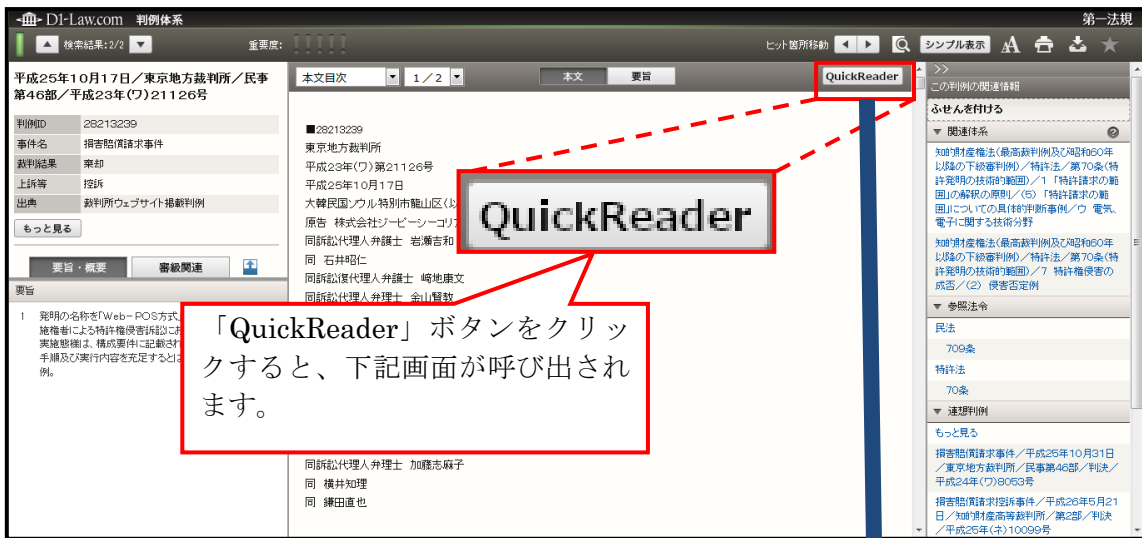 D1-Law.com 判例体系
第一法規
検索結果:2/2
重要度:
ヒット箇所移動
シンプル表示
平成25年10月17日／東京地方裁判所／民事
第46部／平成23年(ワ)21126号
判例ID 28213239
事件名 損害賠償請求事件
裁判結果 棄却
上訴等 控訴
出典 裁判所ウェブサイト掲載判例
もっと見る
要旨・概要 審級関連
要旨
1 発明の名称を「Web－POS方式」
施権者による特許権侵害訴訟にお
実施態様は、構成要件に記載され
手順及び実行内容を充足するとは
例。
本文目次 1／2 本文 要旨 QuickReader
■28213239
東京地方裁判所
平成23年(ワ)第21126号
平成25年10月17日
大韓民国ソウル特別市龍山区(以
原告 株式会社ジービーシーコリア
同訴訟代理人弁護士 岩瀬吉和
同 石井昭仁
同訴訟復代理人弁護士 嶋地康文
同訴訟代理人弁理士 金山賢教
QuickReader
「QuickReader」ボタンをクリッ
クすると、下記画面が呼び出され
ます。
同訴訟代理人弁理士 加藤志麻子
同 横井知理
同 鎌田直也
>>
この判例の関連情報
ふせんを付ける
▼ 関連体系
知的財産権法(最高裁判例及び昭和60年
以降の下級審判例)／特許法／第70条(特
許発明の技術的範囲)／1 「特許請求の範
囲」の解釈の原則／(5) 「特許請求の範
囲」についての具体的判断事例／ウ 電気、
電子に関する技術分野
知的財産権法(最高裁判例及び昭和60年
以降の下級審判例)／特許法／第70条(特
許発明の技術的範囲)／7 特許権侵害の
成否／(2) 侵害否定例
▼ 参照法令
民法
709条
特許法
70条
▼ 連想判例
もっと見る
損害賠償請求事件／平成25年10月31日
／東京地方裁判所／民事第46部／判決／
平成24年(ワ)8053号
損害賠償請求控訴事件／平成26年5月21
日／知的財産高等裁判所／第2部／判決
／平成25年(ネ)10099号